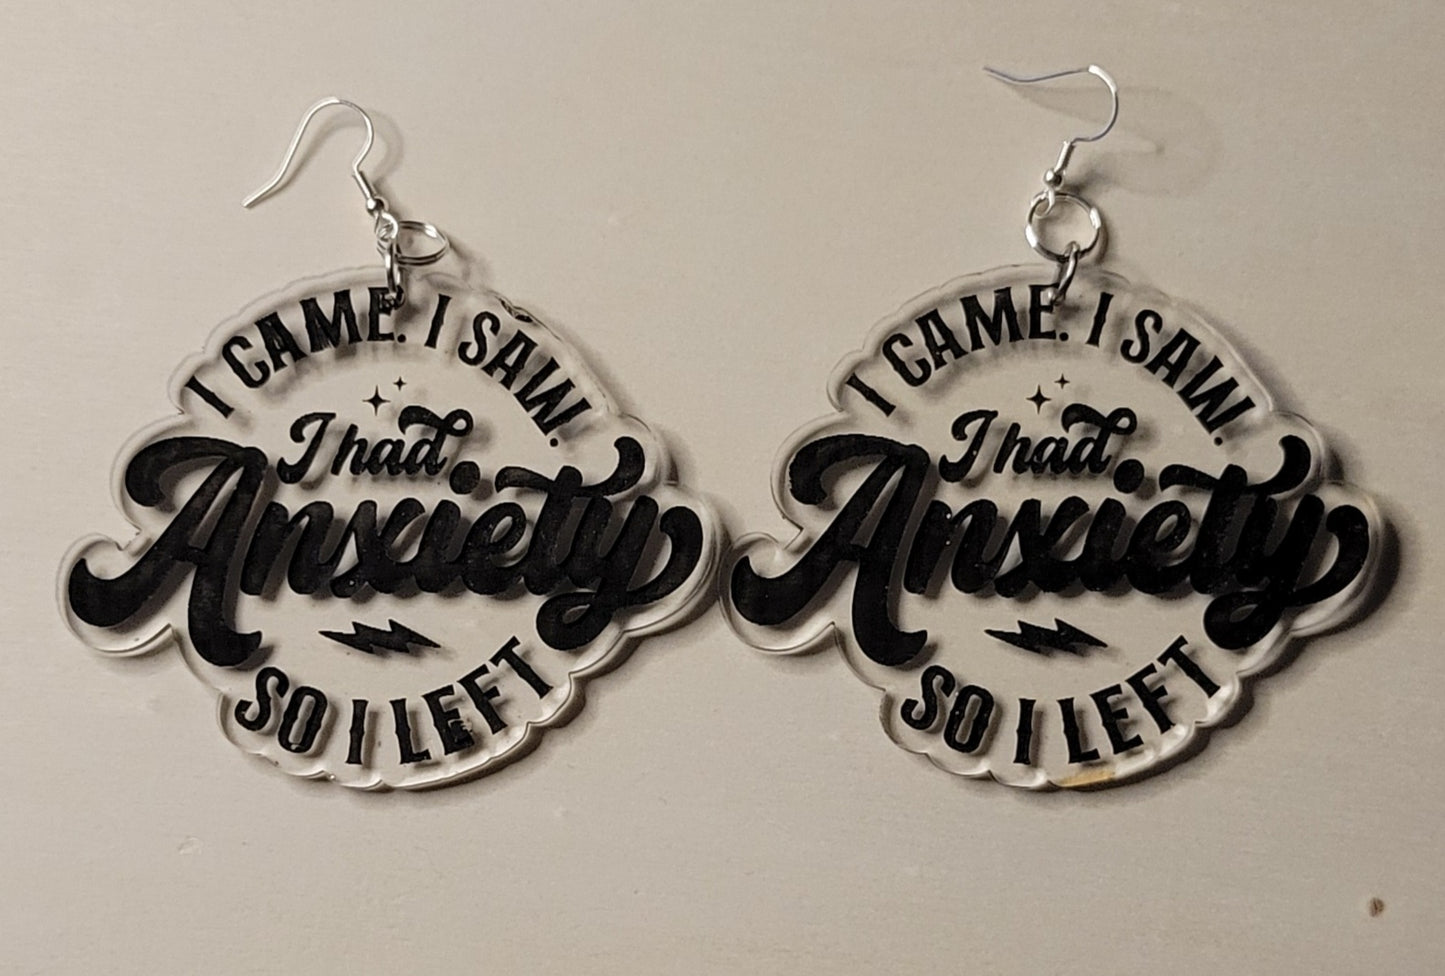 I CAME. I SAW.
I had
Anxiety
SO I LEFT
I CAME. I SAW.
I had
Anxiety
SO I LEFT